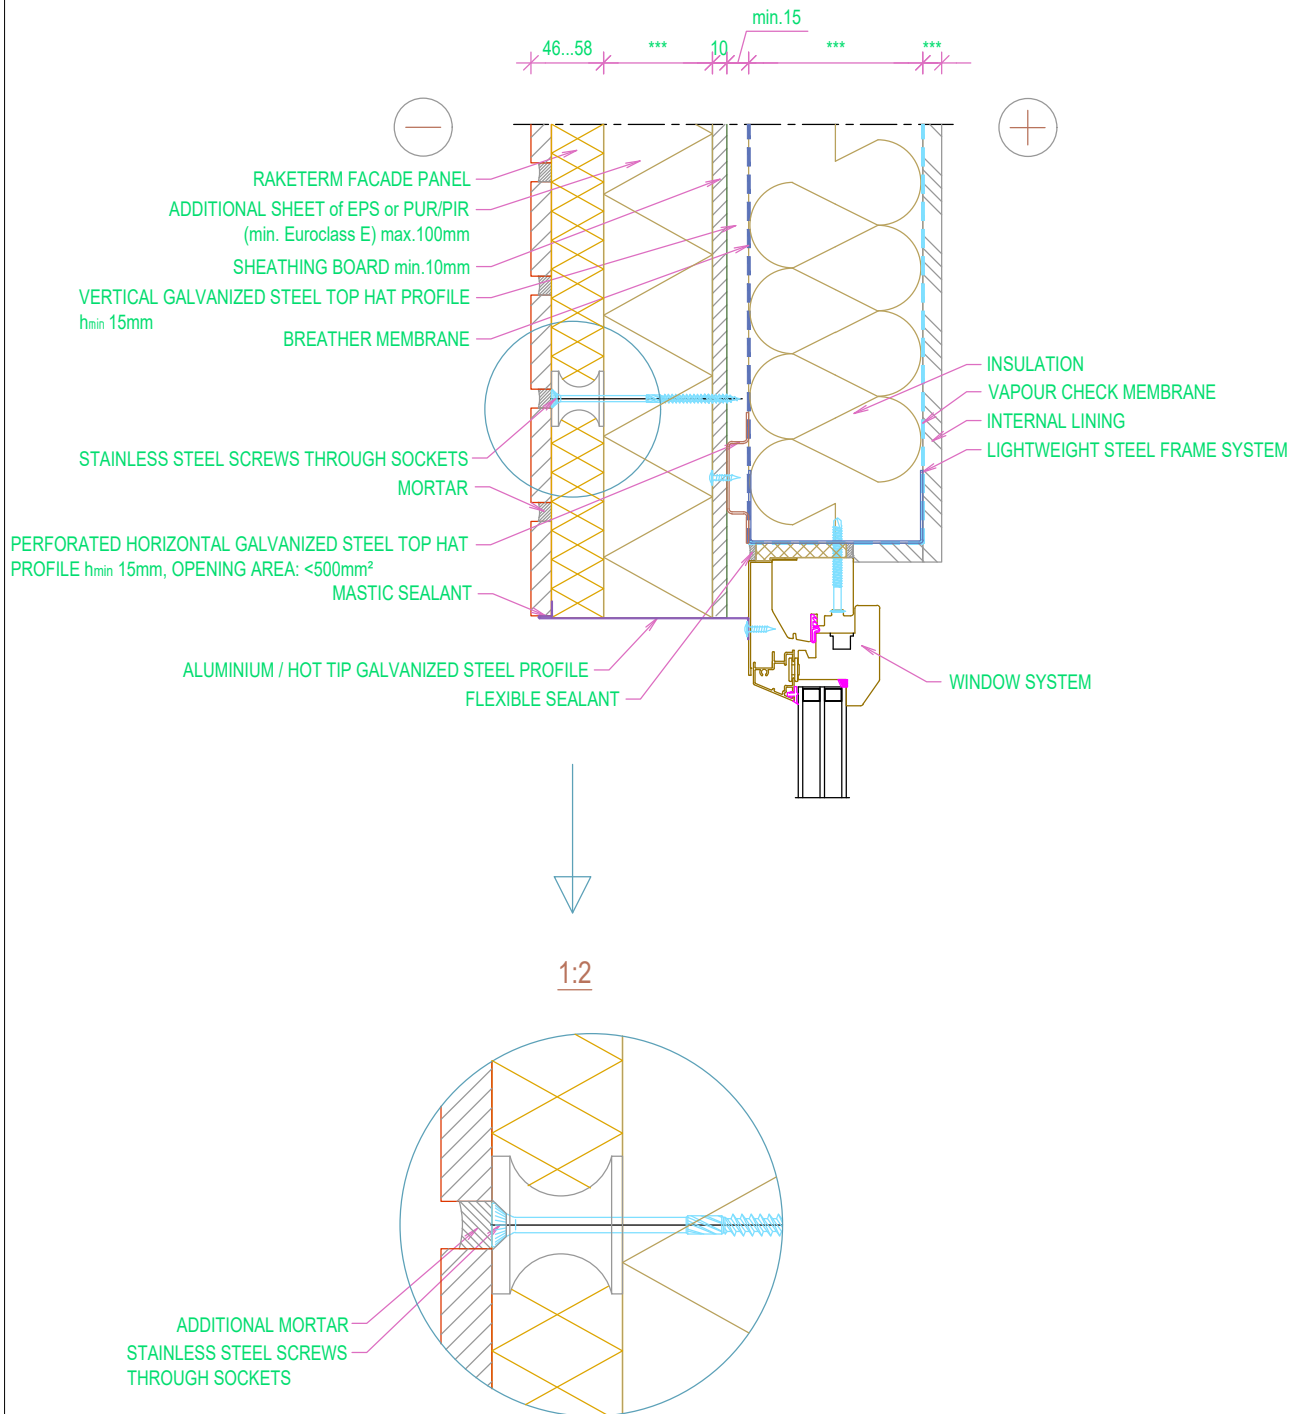 min.15
46...58
***
10
***
***
RAKETERM FACADE PANEL
ADDITIONAL SHEET of EPS or PUR/PIR
(min. Euroclass E) max.100mm
SHEATHING BOARD min.10mm
VERTICAL GALVANIZED STEEL TOP HAT PROFILE
hmin 15mm
BREATHER MEMBRANE
INSULATION
VAPOUR CHECK MEMBRANE
INTERNAL LINING
LIGHTWEIGHT STEEL FRAME SYSTEM
STAINLESS STEEL SCREWS THROUGH SOCKETS
MORTAR
PERFORATED HORIZONTAL GALVANIZED STEEL TOP HAT
PROFILE hmin 15mm, OPENING AREA: <500mm²
MASTIC SEALANT
ALUMINIUM / HOT TIP GALVANIZED STEEL PROFILE
FLEXIBLE SEALANT
WINDOW SYSTEM
1:2
ADDITIONAL MORTAR
STAINLESS STEEL SCREWS
THROUGH SOCKETS